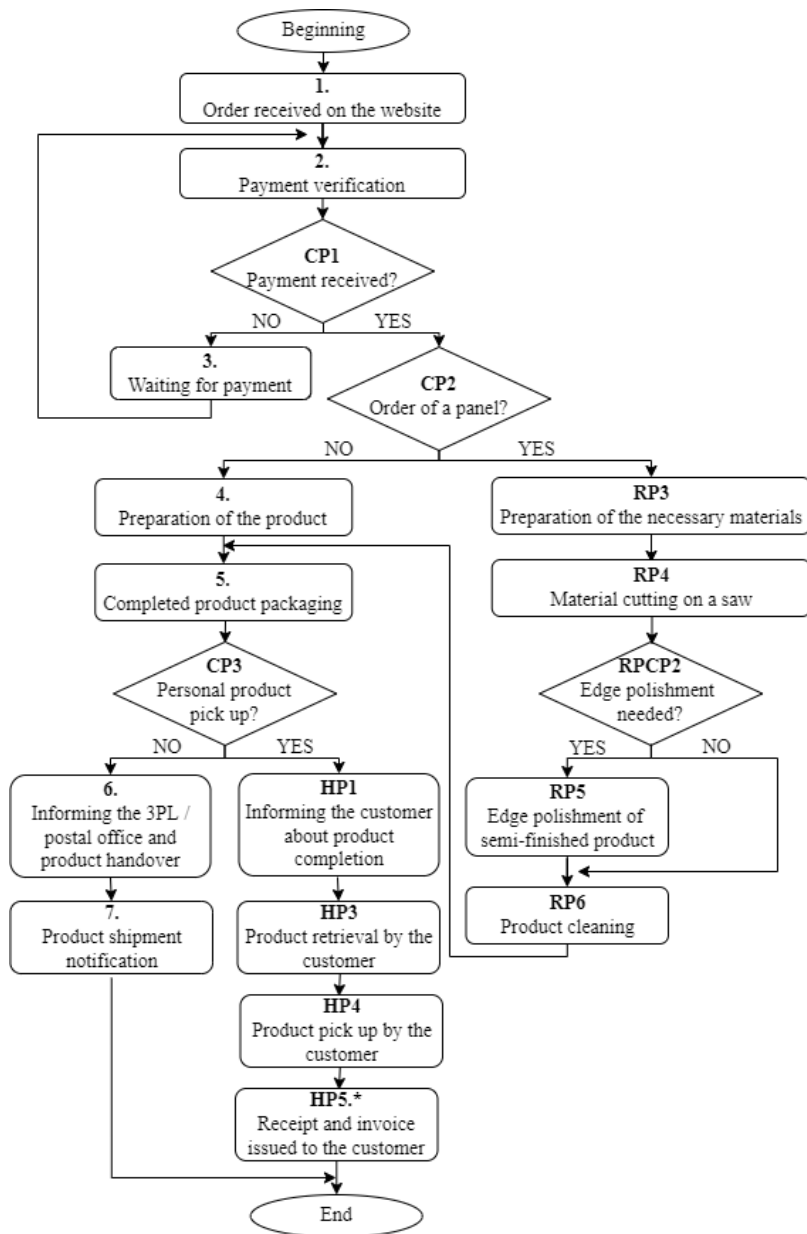 Beginning
1.
Order received on the website
2.
Payment verification
CP1
Payment received?
NO
YES
3.
Waiting for payment
CP2
Order of a panel?
NO
YES
4.
Preparation of the product
RP3
Preparation of the necessary materials
5.
Completed product packaging
RP4
Material cutting on a saw
CP3
Personal product
pick up?
RPCP2
Edge polishment
needed?
NO
YES
YES
NO
6.
Informing the 3PL /
postal office and
product handover
HP1
Informing the customer
about product
completion
RP5
Edge polishment of
semi-finished product
7.
Product shipment
notification
HP3
Product retrieval by the
customer
RP6
Product cleaning
HP4
Product pick up by the
customer
HP5.*
Receipt and invoice
issued to the customer
End